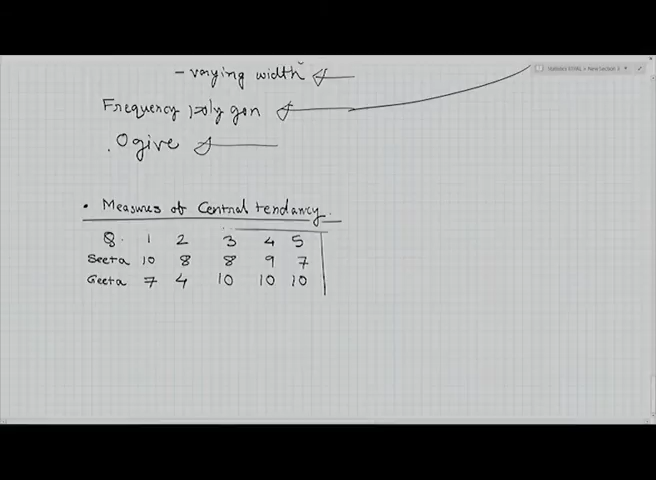 - varying width
Frequency polygon
Ogive
• Measures of Central tendancy
Q. 1 2 3 4 5
Seeta 10 8 8 9 7
Geeta 7 4 10 10 10